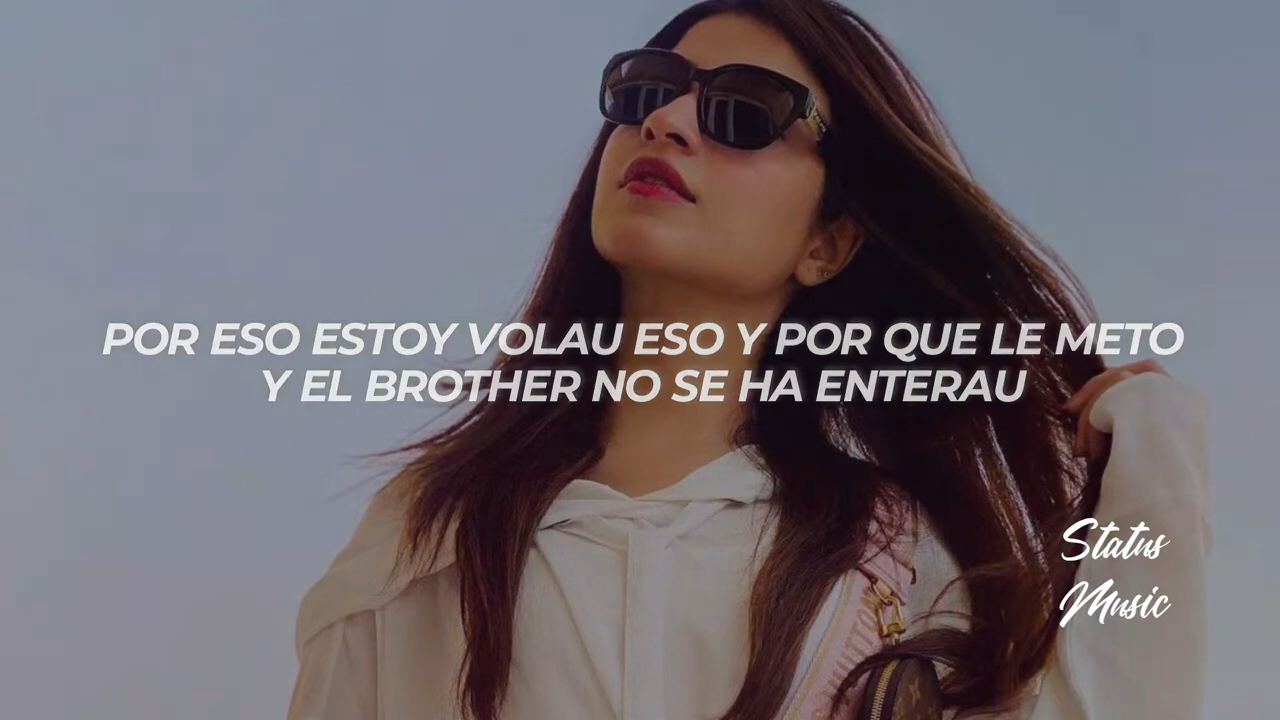 POR ESO ESTOY VOLAU ESO Y POR QUE LE METO
Y EL BROTHER NO SE HA ENTERAU
Status
Music